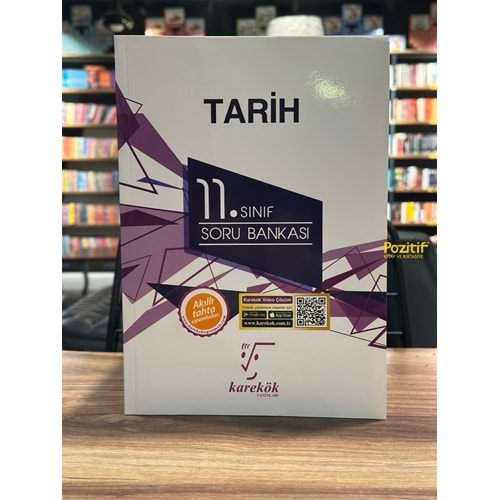 TARİH
11. SINIF
SORU BANKASI
Pozitif
KİTAP VE KIRTASİYE
Akıllı
tahta
uyumludur.
Karekök Video Çözüm
www.karekok.com.tr
karekök
YAYINLARI